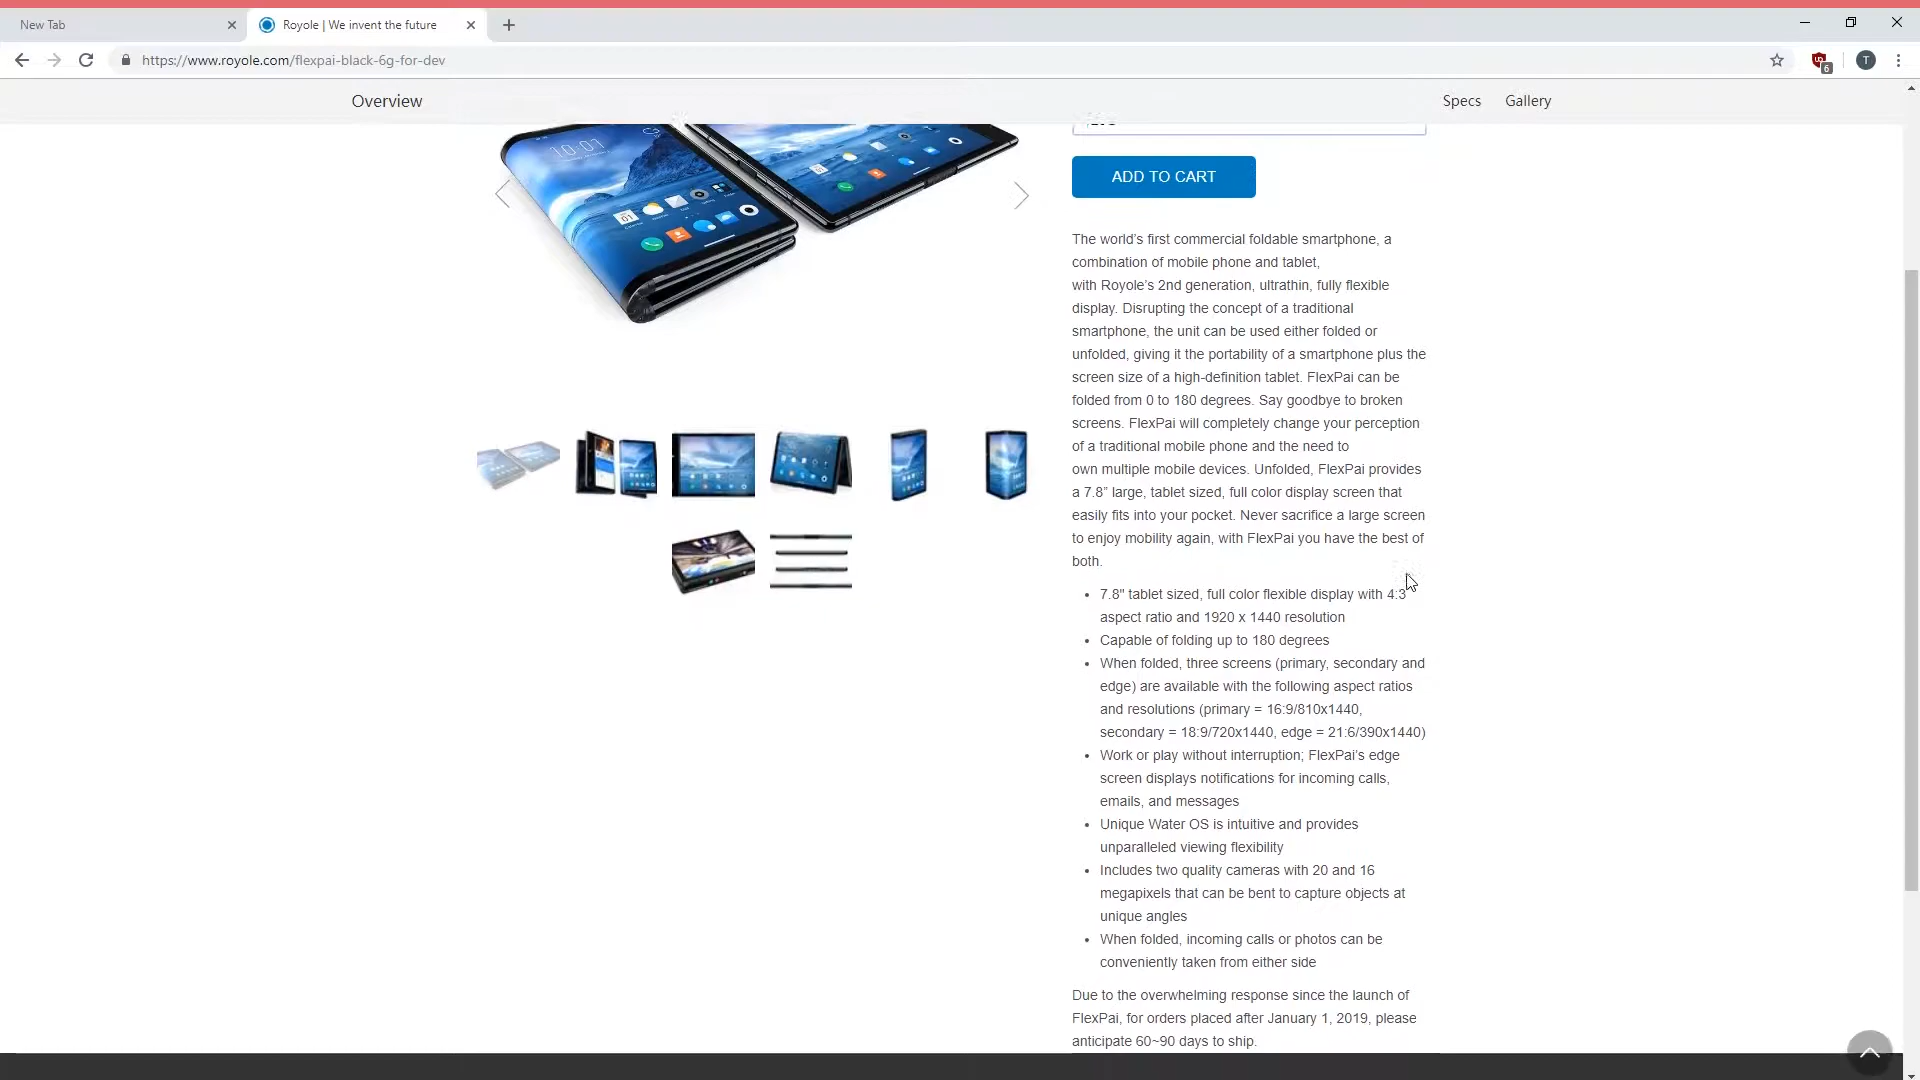 New Tab
Royole | We invent the future
https://www.royole.com/flexpai-black-6g-for-dev
6
T
Overview
Specs
Gallery
10:01
01
ADD TO CART
The world's first commercial foldable smartphone, a
combination of mobile phone and tablet,
with Royole's 2nd generation, ultrathin, fully flexible
display. Disrupting the concept of a traditional
smartphone, the unit can be used either folded or
unfolded, giving it the portability of a smartphone plus the
screen size of a high-definition tablet. FlexPai can be
folded from 0 to 180 degrees. Say goodbye to broken
screens. FlexPai will completely change your perception
of a traditional mobile phone and the need to
own multiple mobile devices. Unfolded, FlexPai provides
a 7.8” large, tablet sized, full color display screen that
easily fits into your pocket. Never sacrifice a large screen
to enjoy mobility again, with FlexPai you have the best of
both.
• 7.8" tablet sized, full color flexible display with 4:3
aspect ratio and 1920 x 1440 resolution
• Capable of folding up to 180 degrees
• When folded, three screens (primary, secondary and
edge) are available with the following aspect ratios
and resolutions (primary = 16:9/810x1440,
secondary = 18:9/720x1440, edge = 21:6/390x1440)
• Work or play without interruption; FlexPai's edge
screen displays notifications for incoming calls,
emails, and messages
• Unique Water OS is intuitive and provides
unparalleled viewing flexibility
• Includes two quality cameras with 20 and 16
megapixels that can be bent to capture objects at
unique angles
• When folded, incoming calls or photos can be
conveniently taken from either side
Due to the overwhelming response since the launch of
FlexPai, for orders placed after January 1, 2019, please
anticipate 60~90 days to ship.